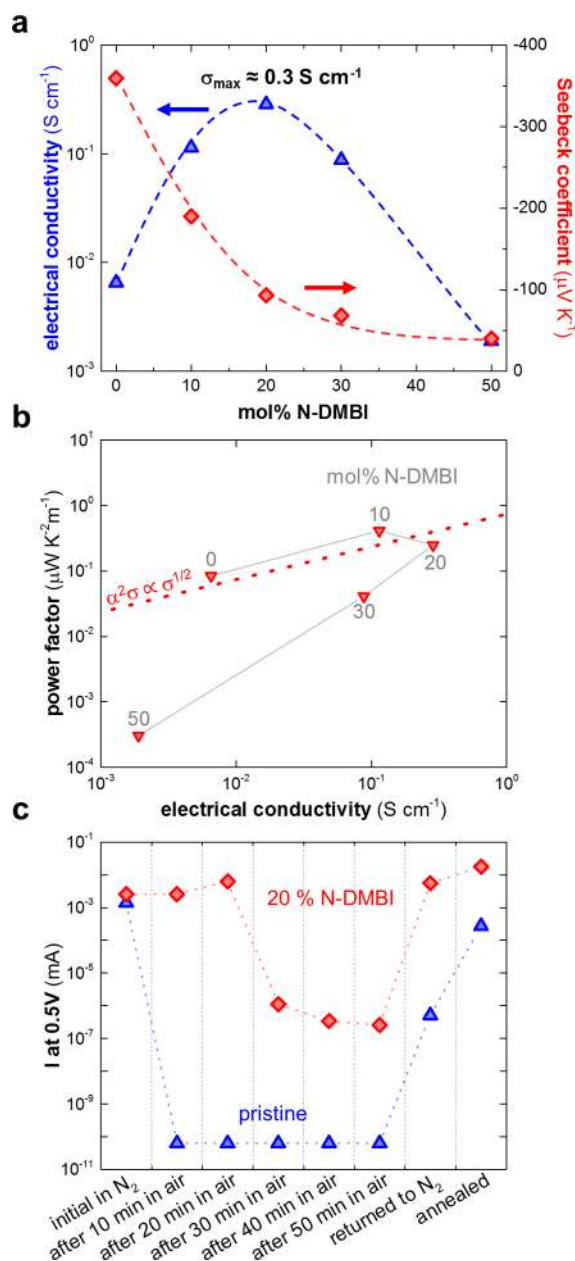 a
σmax ≈ 0.3 S cm⁻¹
electrical conductivity (S cm⁻¹)
10⁰
10⁻¹
10⁻²
10⁻³
-400
-300
-200
-100
0
Seebeck coefficient
(μV K⁻¹)
0 10 20 30 40 50
mol% N-DMBI
b
power factor (μW K⁻²m⁻¹)
10¹
10⁰
10⁻¹
10⁻²
10⁻³
10⁻⁴
mol% N-DMBI
10
0
20
α²σ ∝ σ¹/²
30
50
10⁻³ 10⁻² 10⁻¹ 10⁰
electrical conductivity (S cm⁻¹)
c
I at 0.5V (mA)
10⁻¹
10⁻³
10⁻⁵
10⁻⁷
10⁻⁹
10⁻¹¹
20 % N-DMBI
pristine
initial in N₂
after 10 min in air
after 20 min in air
after 30 min in air
after 40 min in air
after 50 min in air
returned to N₂
annealed